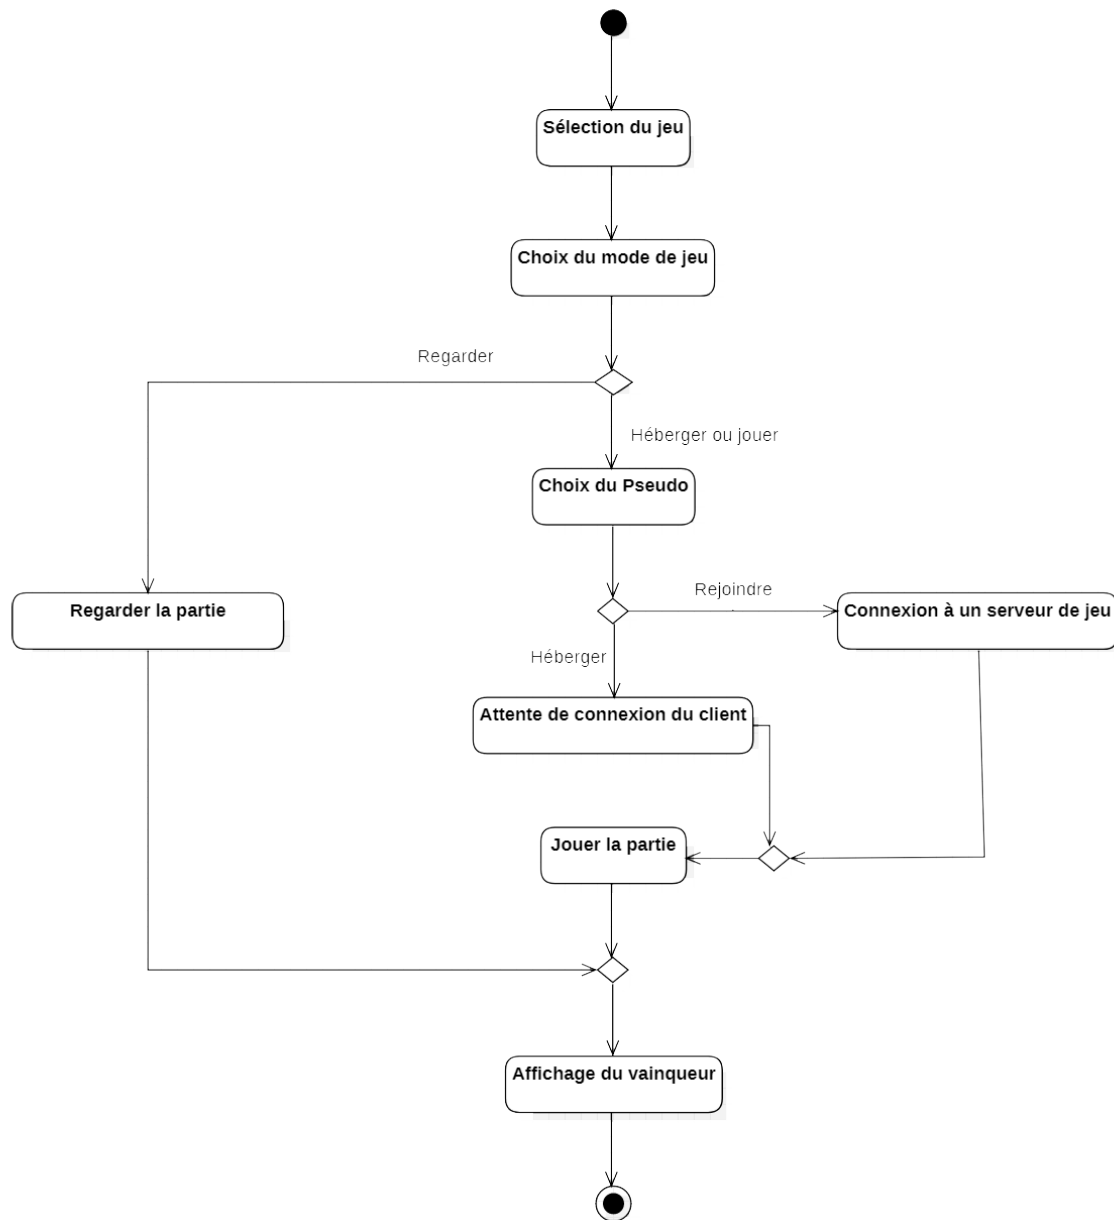 Sélection du jeu
Choix du mode de jeu
Regarder
Héberger ou jouer
Choix du Pseudo
Rejoindre
Regarder la partie
Connexion à un serveur de jeu
Héberger
Attente de connexion du client
Jouer la partie
Affichage du vainqueur